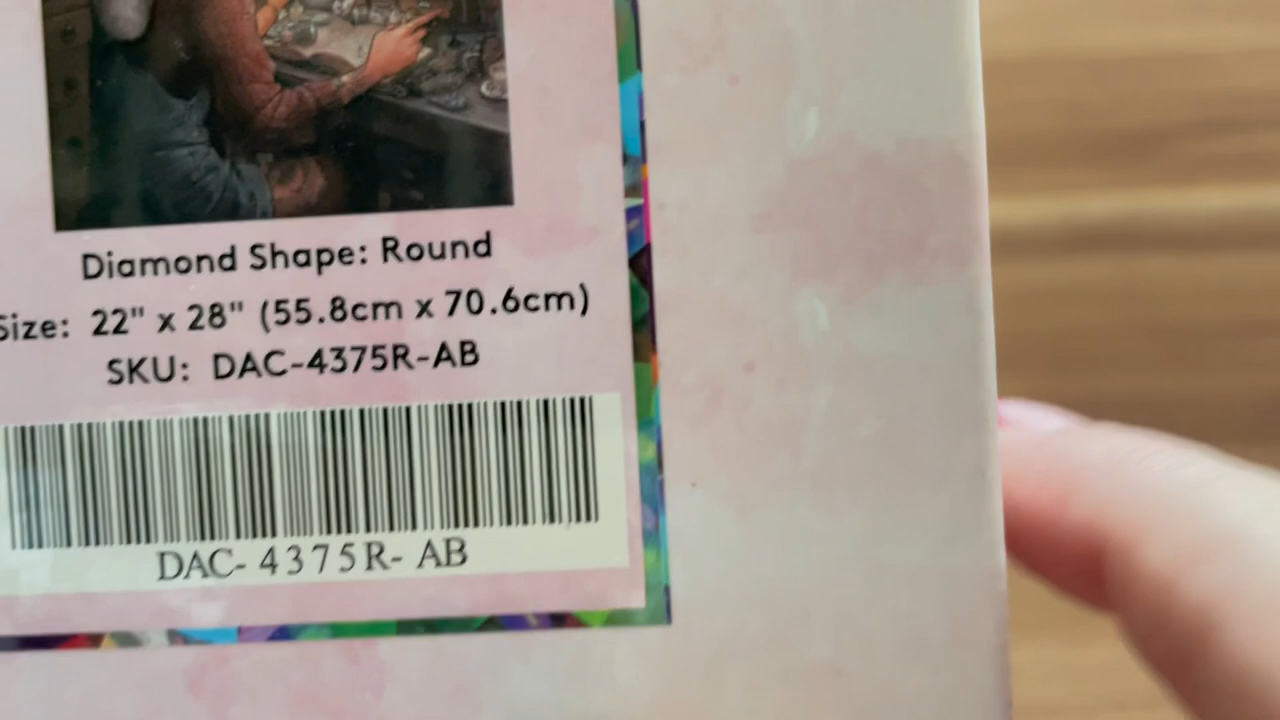 Diamond Shape: Round
Size: 22" x 28" (55.8cm x 70.6cm)
SKU: DAC-4375R-AB
DAC- 4375R- AB